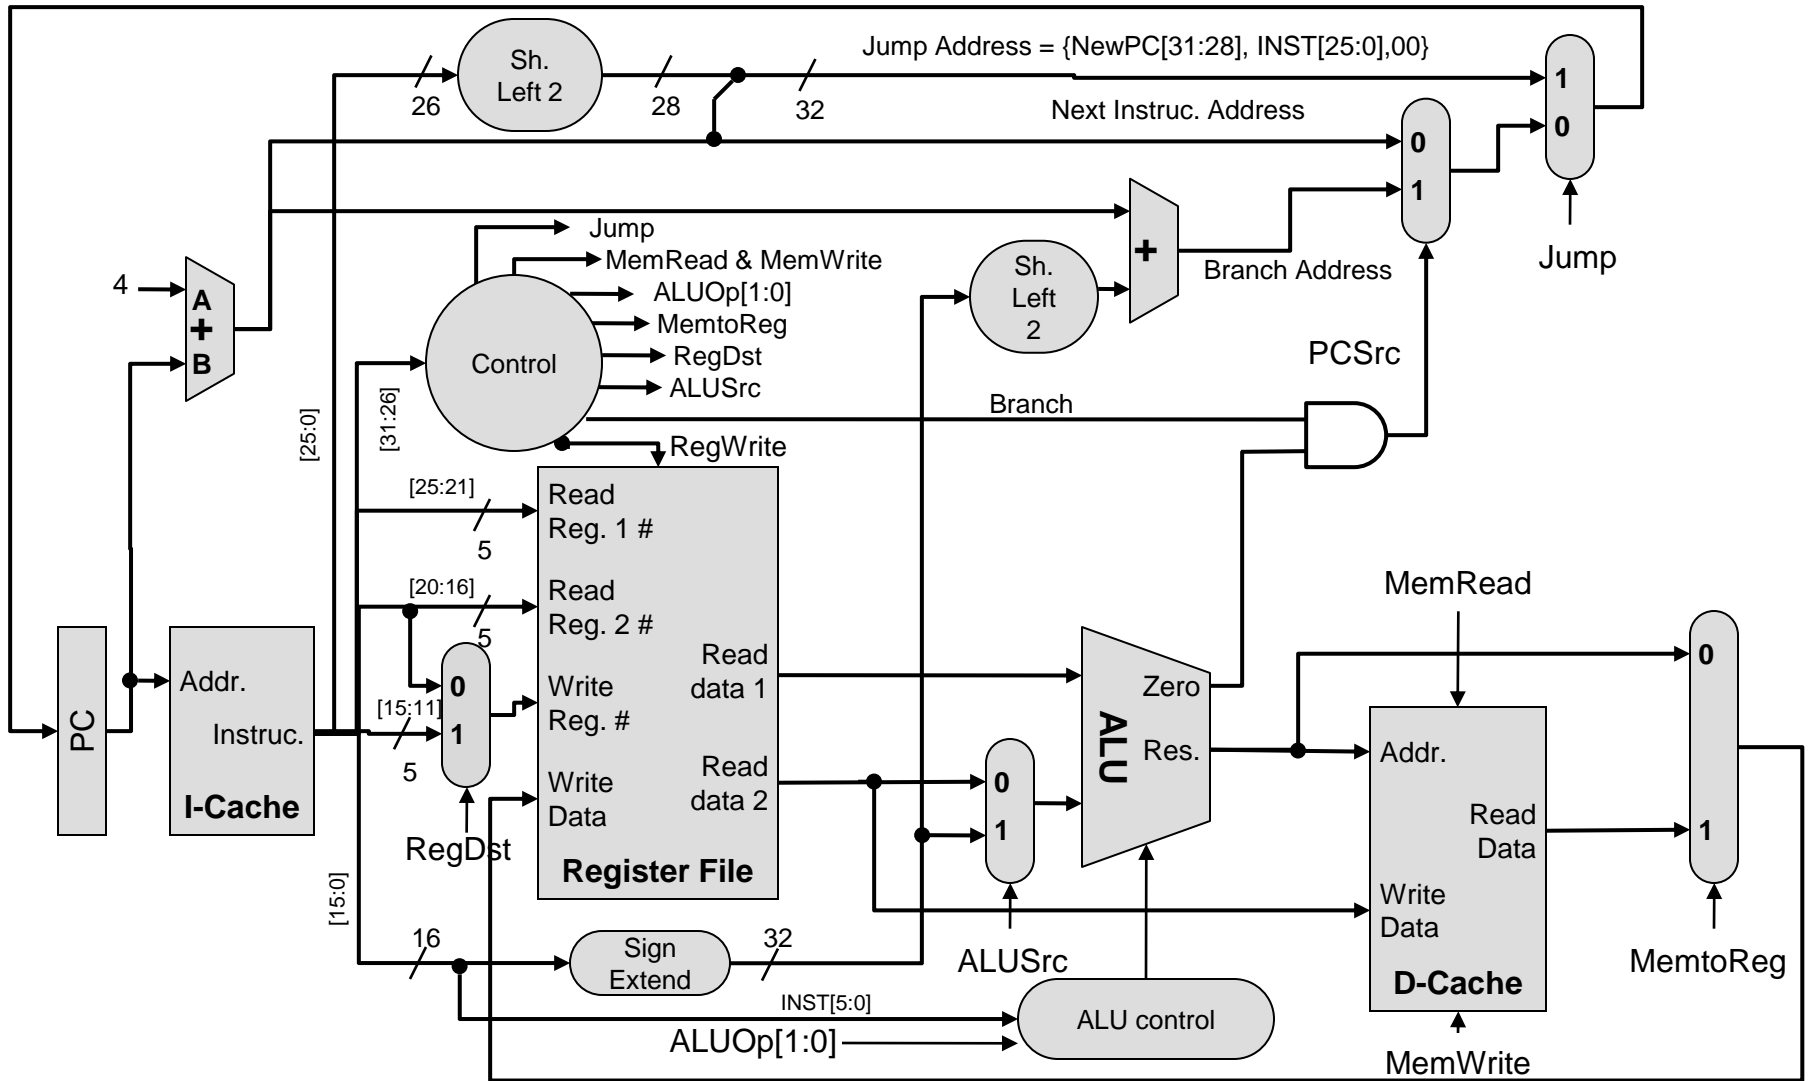 Jump Address = {NewPC[31:28], INST[25:0],00}
Sh.
Left 2
26
28
32
1
0
Next Instruc. Address
0
1
Jump
Jump
MemRead & MemWrite
ALUOp[1:0]
MemtoReg
RegDst
ALUSrc
Control
4
A
+
B
Sh.
Left
2
+
Branch Address
PCSrc
Branch
RegWrite
[25:0]
[31:26]
[25:21]
5
[20:16]
5
[15:11]
5
0
1
RegDst
[15:0]
PC
Addr.
Instruc.
I-Cache
Read
Reg. 1 #
Read
Reg. 2 #
Write
Reg. #
Write
Data
Read
data 1
Read
data 2
Register File
0
1
ALUSrc
ALU
Zero
Res.
MemRead
Addr.
Read
Data
Write
Data
D-Cache
MemWrite
0
1
MemtoReg
16
Sign
Extend
32
INST[5:0]
ALUOp[1:0]
ALU control